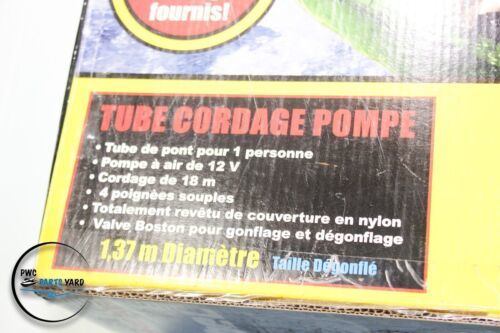 fournis!
TUBE CORDAGE POMPE
• Tube de pont pour 1 personne
• Pompe à air de 12 V
• Cordage de 18 m
• 4 poignées souples
• Totalement revêtu de couverture en nylon
• Valve Boston pour gonflage et dégonflage
1,37 m Diamètre Taille Dégonflé
PWC
PARTS YARD